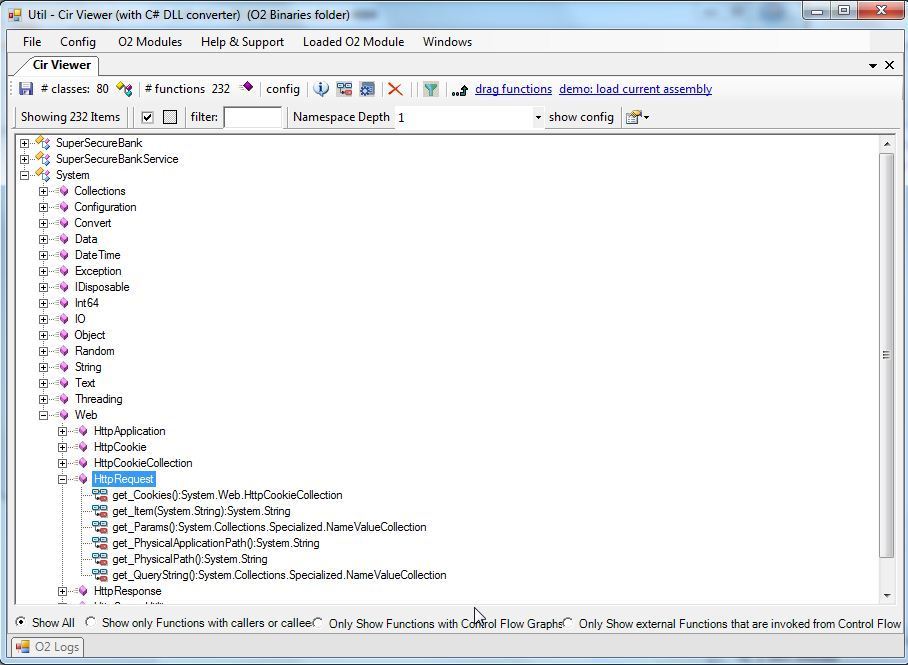 Util - Cir Viewer (with C# DLL converter) (O2 Binaries folder)
File Config O2 Modules Help & Support Loaded O2 Module Windows
Cir Viewer
# classes: 80 # functions 232 config drag functions demo: load current assembly
Showing 232 Items filter: Namespace Depth 1 show config
SuperSecureBank
SuperSecureBankService
System
Collections
Configuration
Convert
Data
DateTime
Exception
IDisposable
Int64
IO
Object
Random
String
Text
Threading
Web
HttpApplication
HttpCookie
HttpCookieCollection
HttpRequest
get_Cookies():System.Web.HttpCookieCollection
get_Item(System.String):System.String
get_Params():System.Collections.Specialized.NameValueCollection
get_PhysicalApplicationPath():System.String
get_PhysicalPath():System.String
get_QueryString():System.Collections.Specialized.NameValueCollection
HttpResponse
Show All Show only Functions with callers or callee Only Show Functions with Control Flow Graphs Only Show external Functions that are invoked from Control Flow
O2 Logs